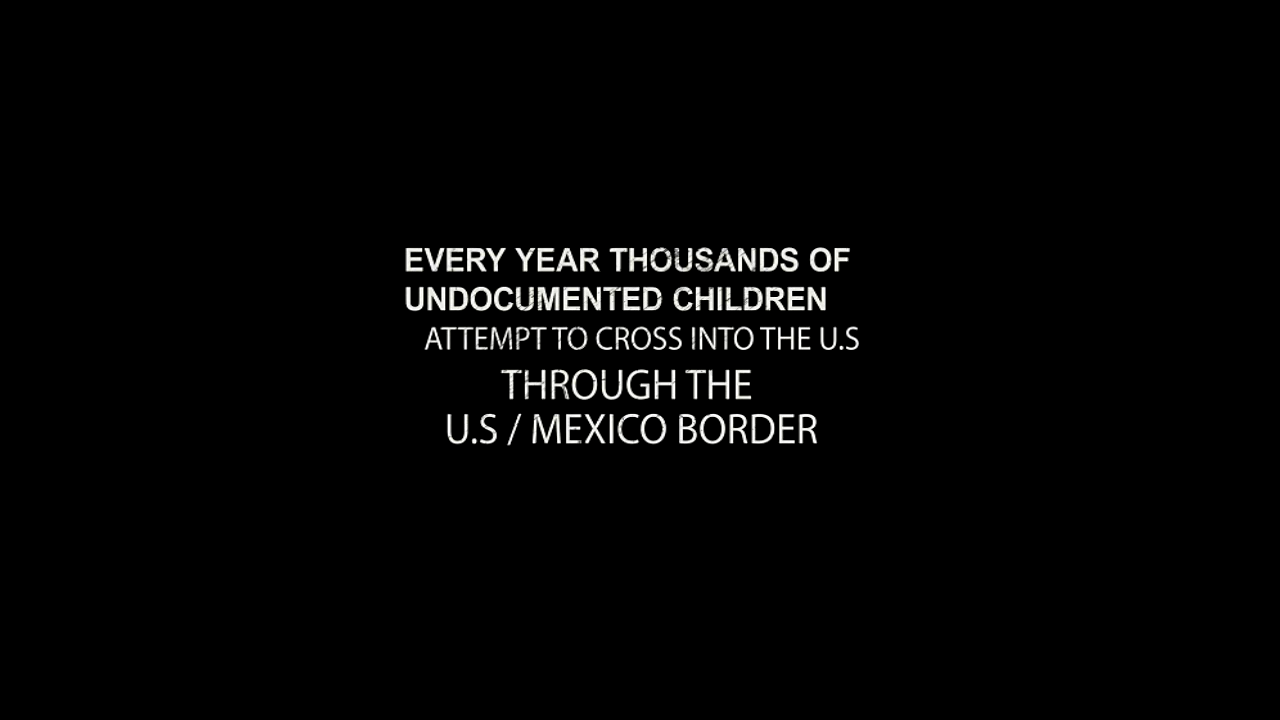 EVERY YEAR THOUSANDS OF
UNDOCUMENTED CHILDREN
ATTEMPT TO CROSS INTO THE U.S
THROUGH THE
U.S / MEXICO BORDER